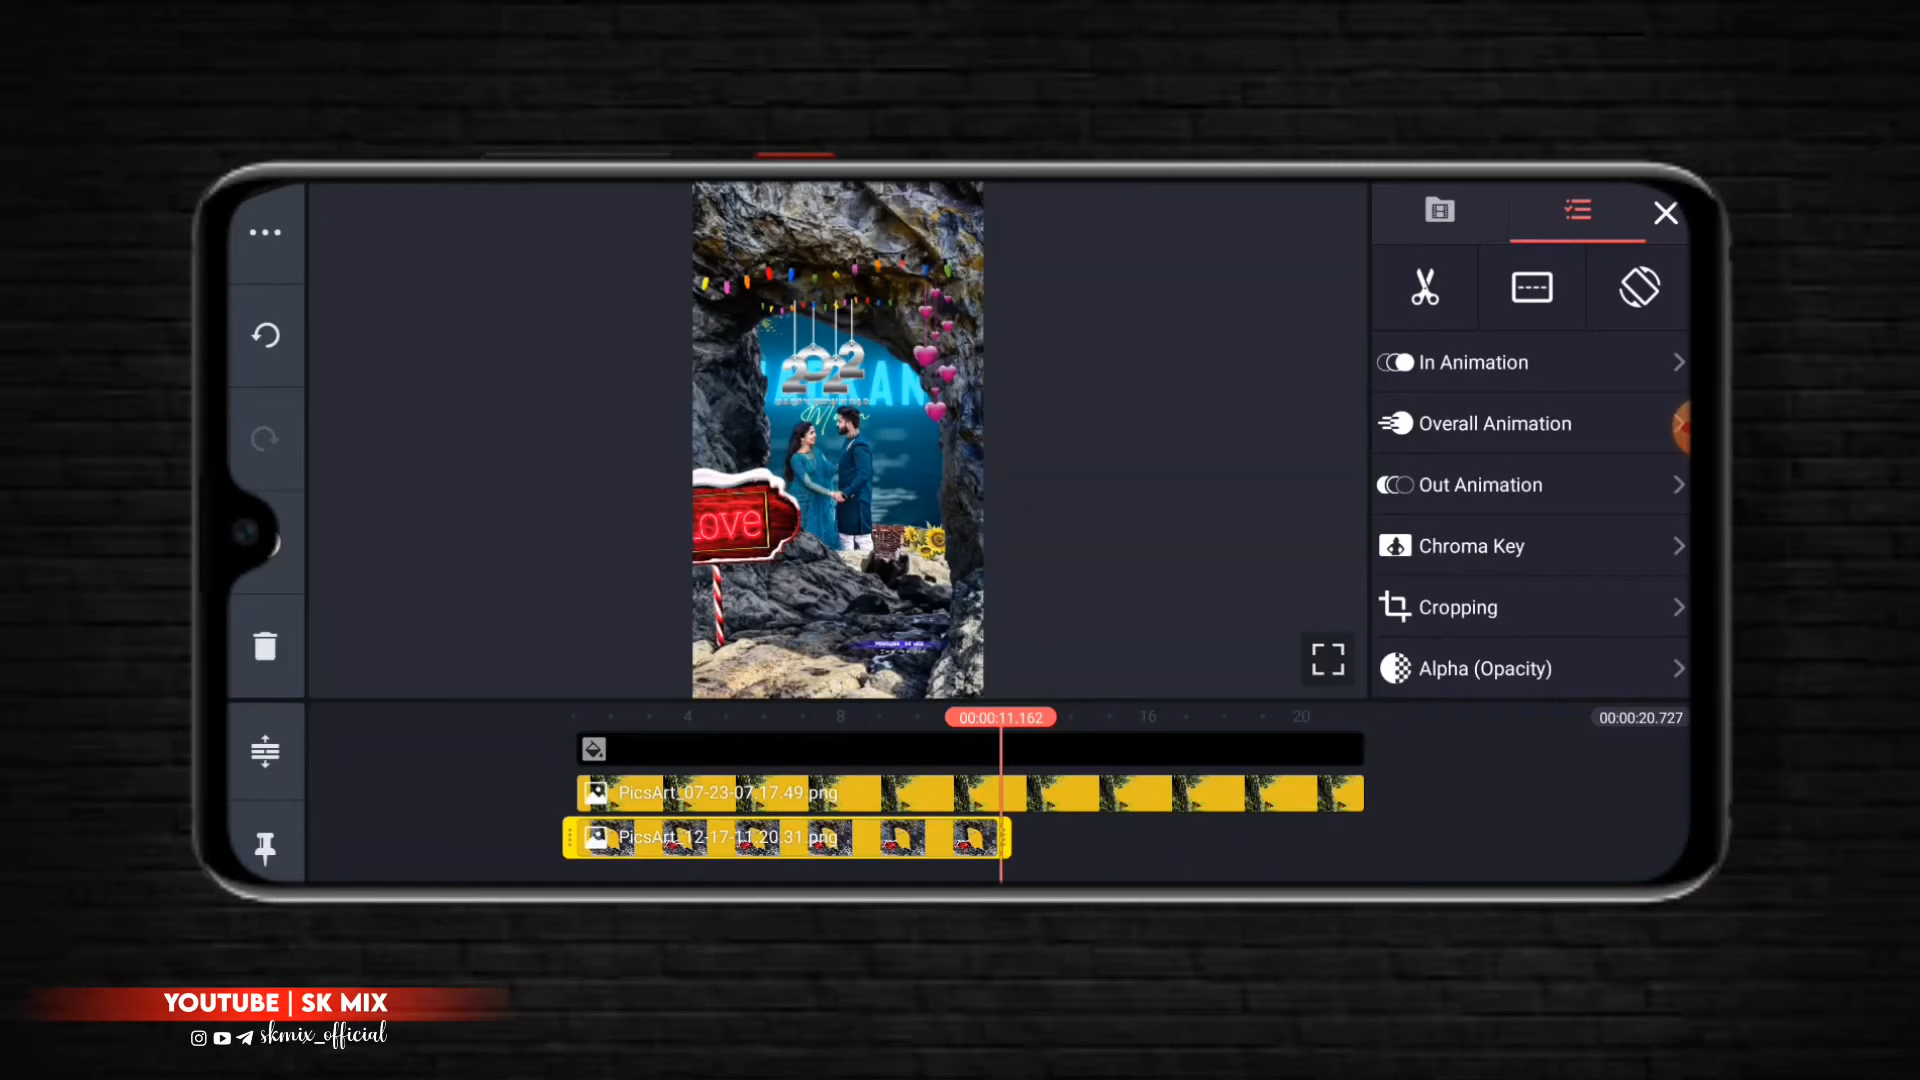 In Animation
Overall Animation
Out Animation
Chroma Key
Cropping
Alpha (Opacity)
2022
Love
4
8
00:00:11.162
16
20
00:00:20.727
PicsArt_07-23-07.17.49.png
PicsArt_12-17-11.20.31.png
YOUTUBE | SK MIX
skmix_official